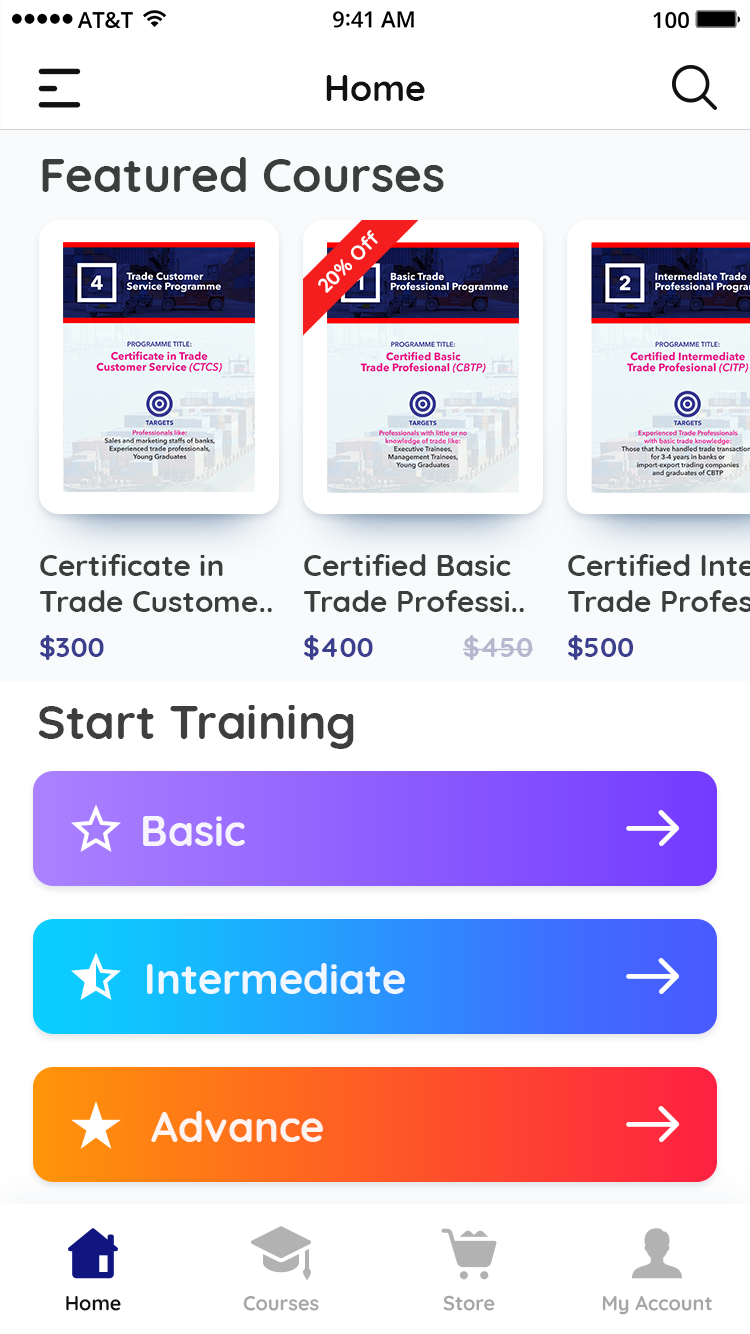 AT&T 9:41 AM 100
Home
Featured Courses
4 Trade Customer
Service Programme
PROGRAMME TITLE:
Certificate in Trade
Customer Service (CTCS)
TARGETS
Professionals like:
Sales and marketing staffs of banks,
Experienced trade professionals,
Young Graduates
Certificate in
Trade Custome..
$300
20% Off
1 Basic Trade
Professional Programme
PROGRAMME TITLE:
Certified Basic
Trade Profesional (CBTP)
TARGETS
Professionals with little or no
knowledge of trade like:
Executive Trainees,
Management Trainees,
Young Graduates
Certified Basic
Trade Professi..
$400 $450
2 Intermediate Trade
Professional Progra
PROGRAMME TITLE:
Certified Intermediate
Trade Profesional (CITP)
TARGETS
Experienced Trade Professionals
with basic trade knowledge:
Those that have handled trade transaction
for 3-4 years in banks or
import-export trading companies
and graduates of CBTP
Certified Inte
Trade Profes
$500
Start Training
Basic
Intermediate
Advance
Home Courses Store My Account